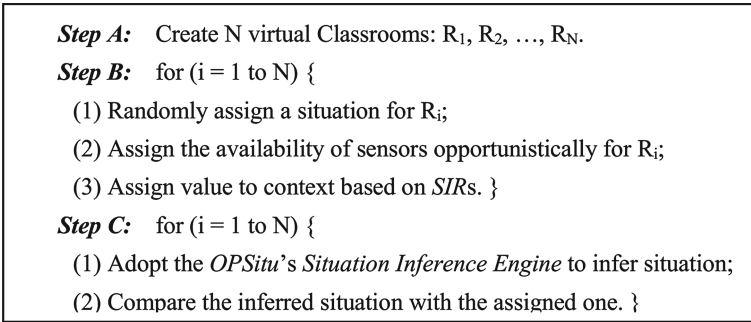 Step A: Create N virtual Classrooms: R₁, R₂, …, R_N.
Step B: for (i = 1 to N) {
(1) Randomly assign a situation for Rᵢ;
(2) Assign the availability of sensors opportunistically for Rᵢ;
(3) Assign value to context based on SIRs. }
Step C: for (i = 1 to N) {
(1) Adopt the OPSitu's Situation Inference Engine to infer situation;
(2) Compare the inferred situation with the assigned one. }